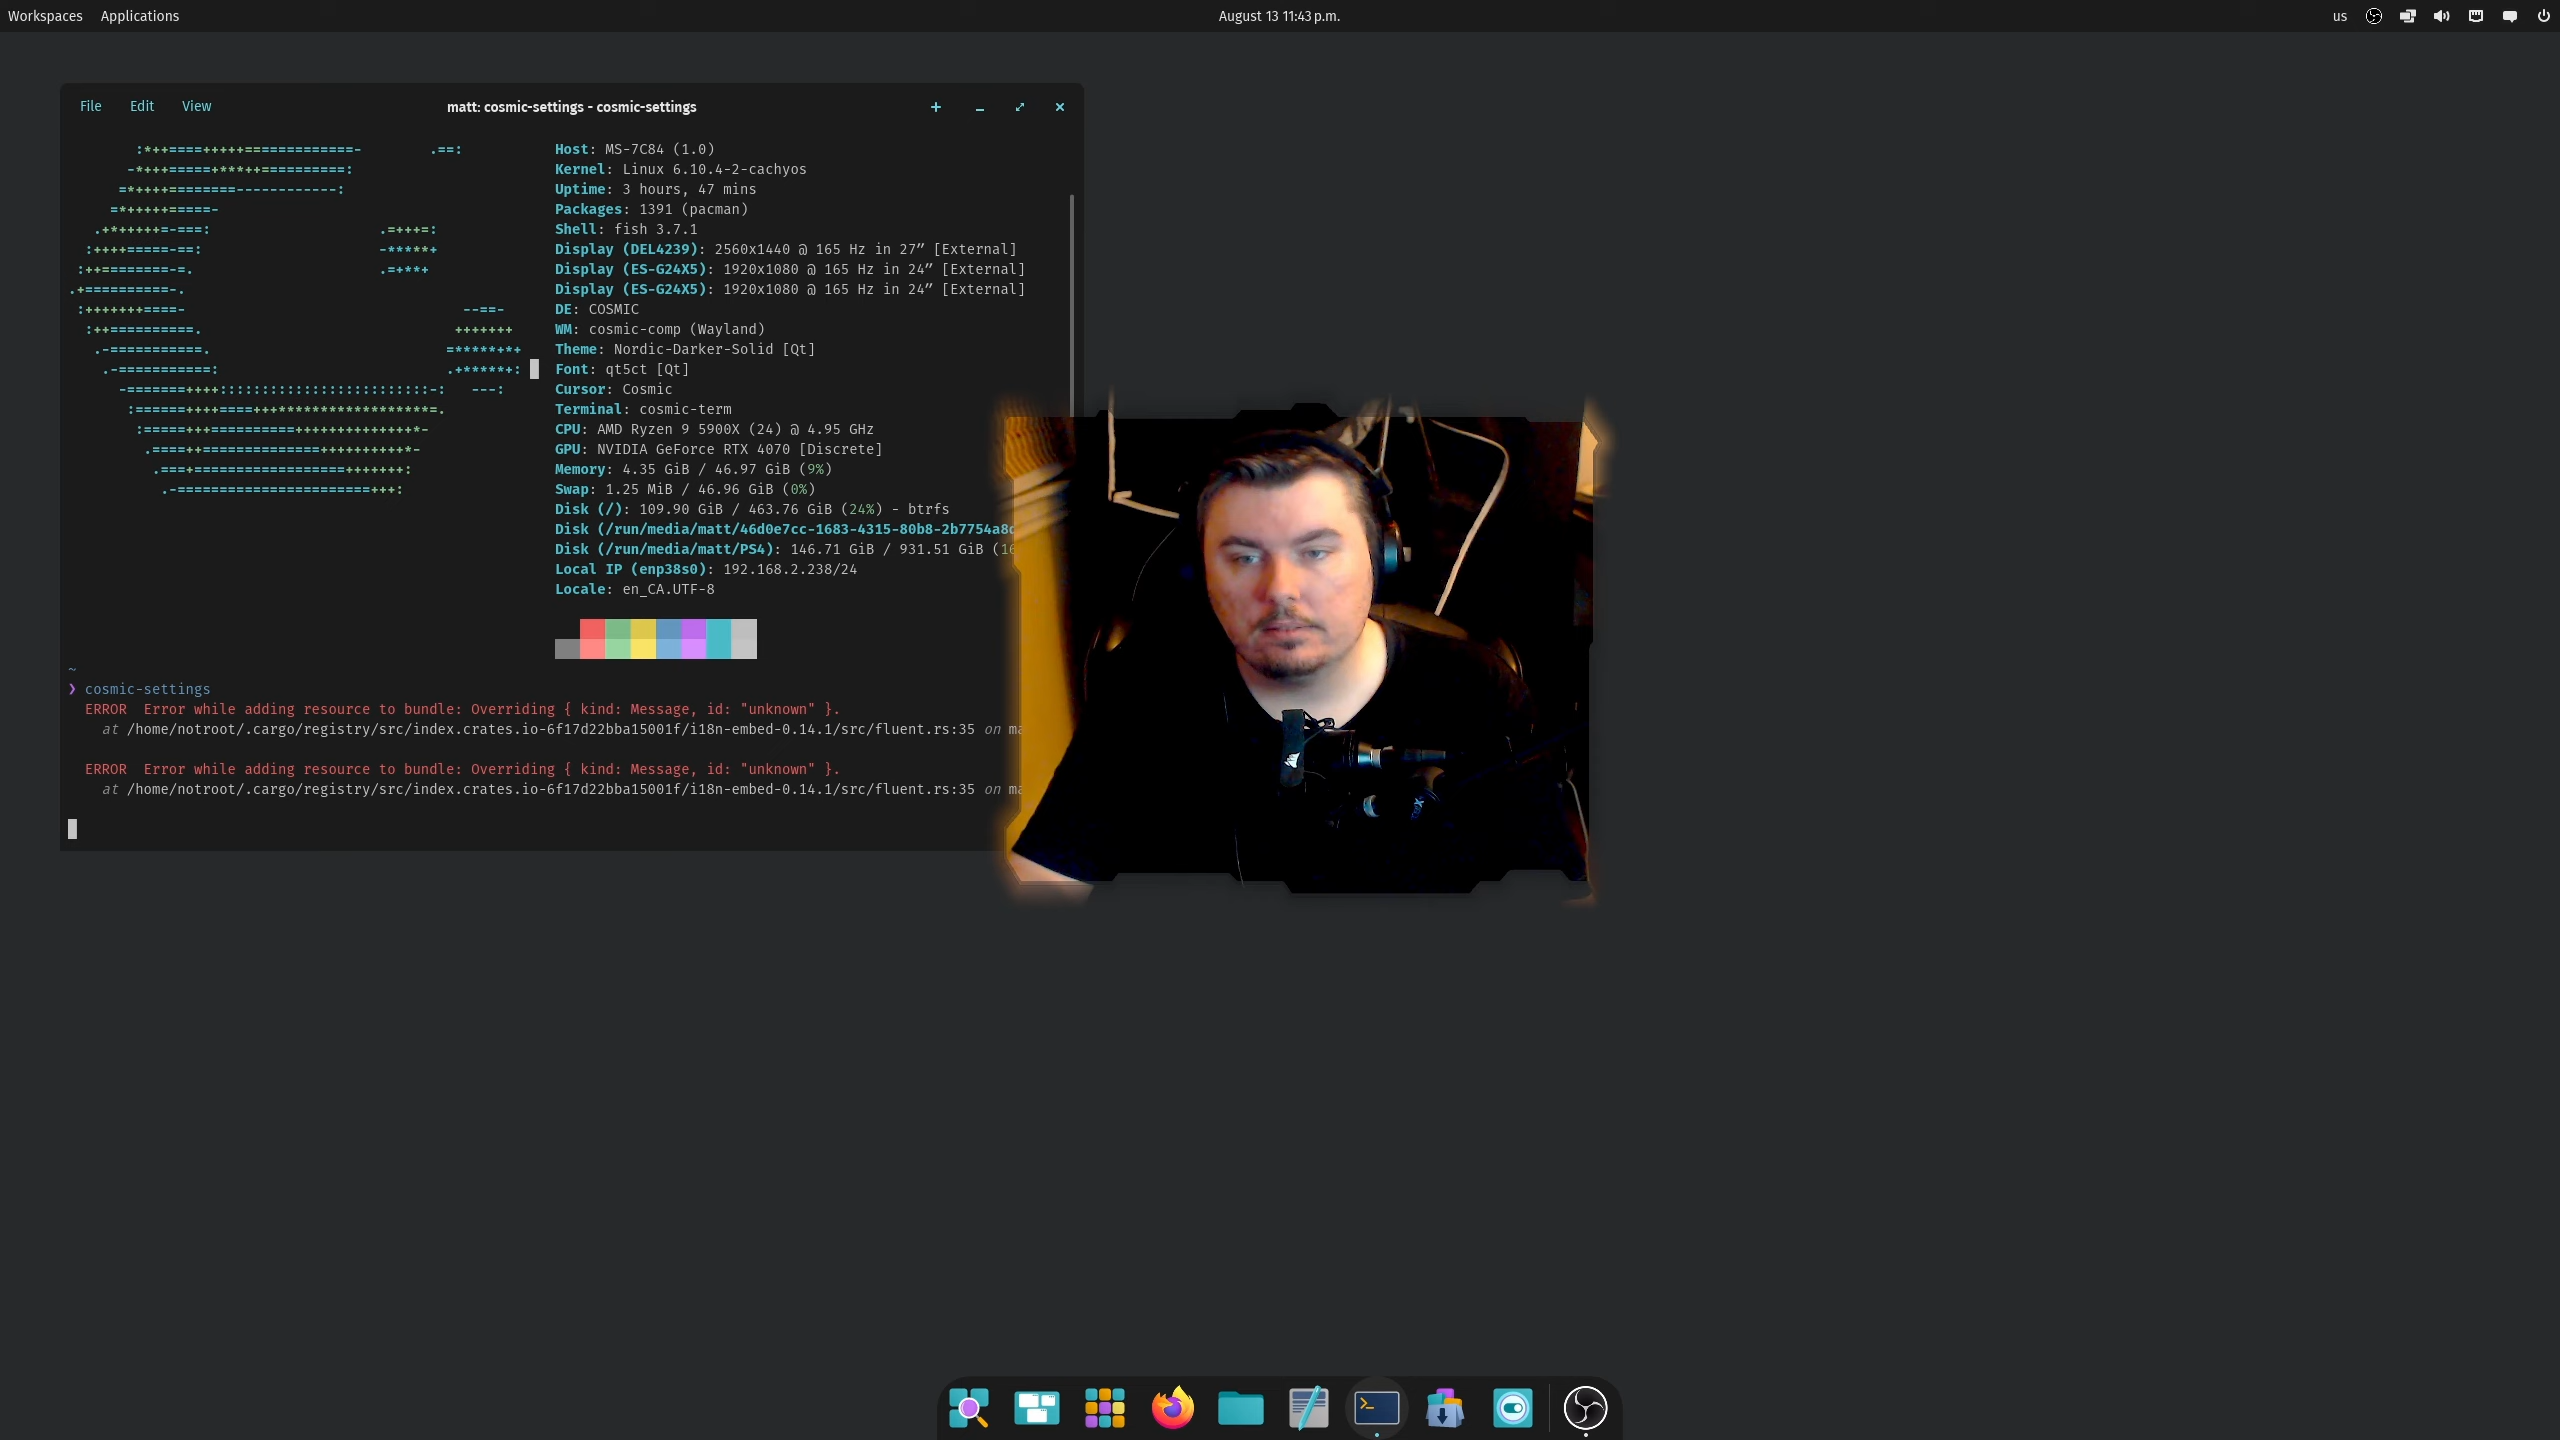 Workspaces Applications August 13 11:43 p.m. us
File Edit View matt: cosmic-settings - cosmic-settings
Host: MS-7C84 (1.0)
Kernel: Linux 6.10.4-2-cachyos
Uptime: 3 hours, 47 mins
Packages: 1391 (pacman)
Shell: fish 3.7.1
Display (DEL4239): 2560x1440 @ 165 Hz in 27″ [External]
Display (ES-G24X5): 1920x1080 @ 165 Hz in 24″ [External]
Display (ES-G24X5): 1920x1080 @ 165 Hz in 24″ [External]
DE: COSMIC
WM: cosmic-comp (Wayland)
Theme: Nordic-Darker-Solid [Qt]
Font: qt5ct [Qt]
Cursor: Cosmic
Terminal: cosmic-term
CPU: AMD Ryzen 9 5900X (24) @ 4.95 GHz
GPU: NVIDIA GeForce RTX 4070 [Discrete]
Memory: 4.35 GiB / 46.97 GiB (9%)
Swap: 1.25 MiB / 46.96 GiB (0%)
Disk (/): 109.90 GiB / 463.76 GiB (24%) - btrfs
Disk (/run/media/matt/46d0e7cc-1683-4315-80b8-2b7754a8
Disk (/run/media/matt/PS4): 146.71 GiB / 931.51 GiB (
Local IP (enp38s0): 192.168.2.238/24
Locale: en_CA.UTF-8
~
❯ cosmic-settings
ERROR Error while adding resource to bundle: Overriding { kind: Message, id: "unknown" }.
at /home/notroot/.cargo/registry/src/index.crates.io-6f17d22bba15001f/i18n-embed-0.14.1/src/fluent.rs:35 on
ERROR Error while adding resource to bundle: Overriding { kind: Message, id: "unknown" }.
at /home/notroot/.cargo/registry/src/index.crates.io-6f17d22bba15001f/i18n-embed-0.14.1/src/fluent.rs:35 on